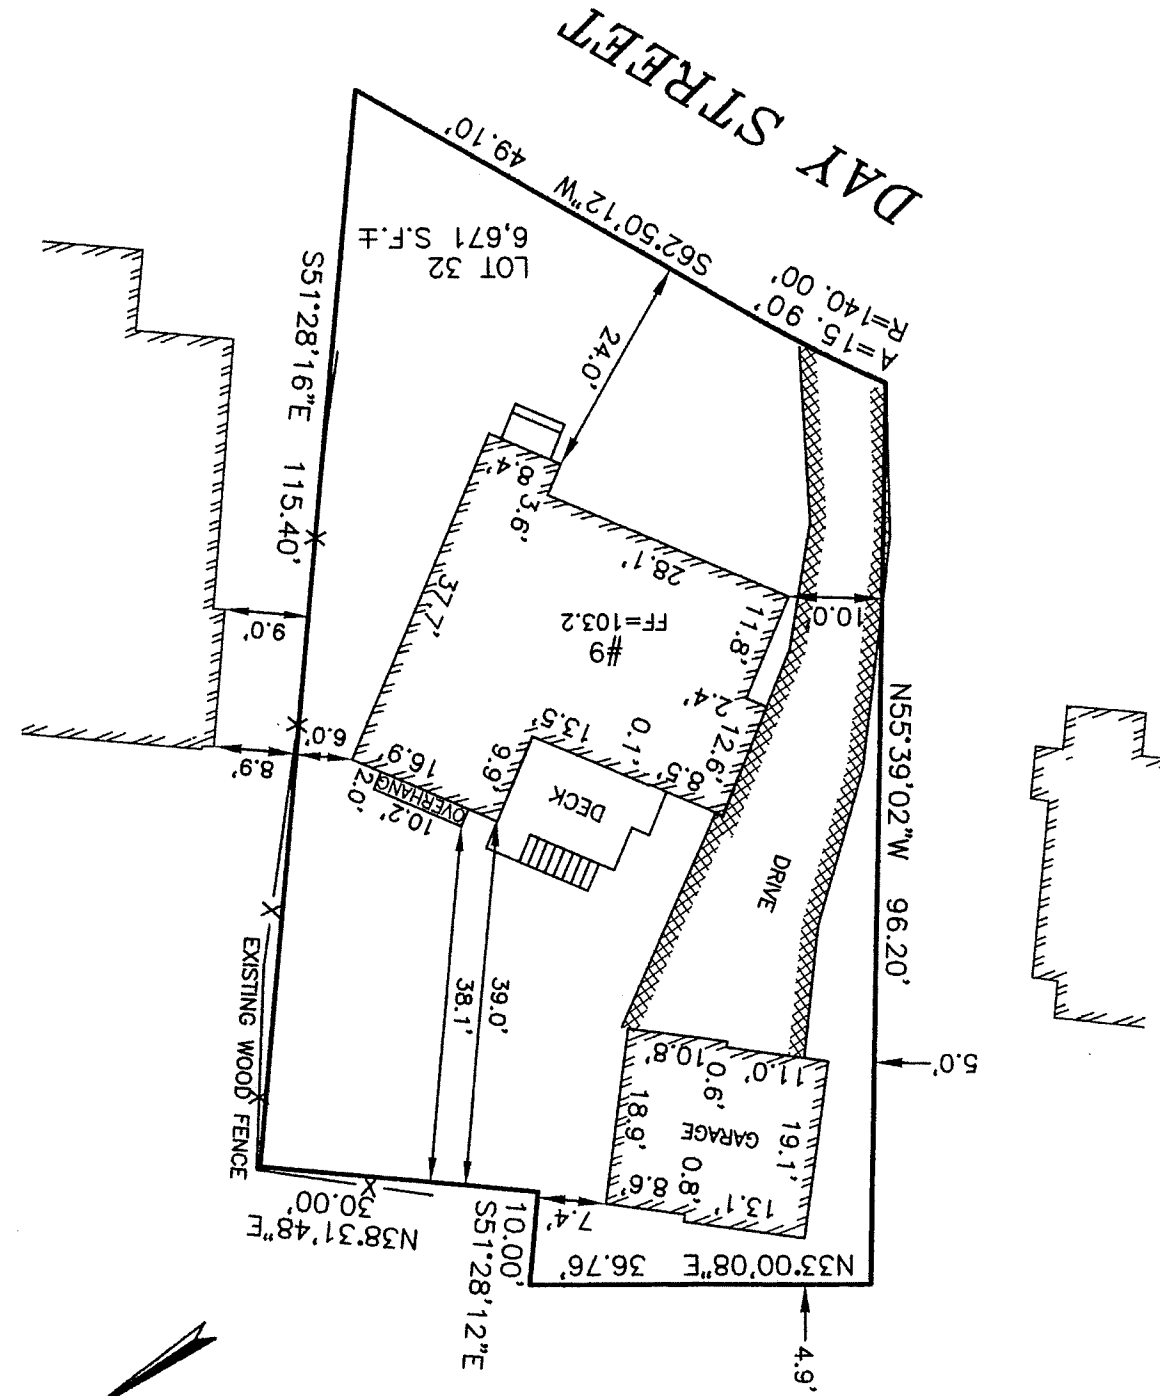 DAY STREET
49.10'
S62°50'12"W
A=15.90'
R=140.00'
LOT 32
6,671 S.F.±
S51°28'16"E 115.40'
24.0'
8.4'
3.6'
28.1'
37.7'
11.8'
10.0'
#9
FF=103.2
9.0'
2.4'
12.6'
13.5'
0.1'
8.5'
N55°39'02"W 96.20'
6.0'
8.9'
16.9'
9.9'
OVERHANG
2.0'
10.2'
DECK
DRIVE
EXISTING WOOD FENCE
38.1'
39.0'
10.8'
0.6'
11.0'
5.0'
18.9'
GARAGE
19.1'
8.6'
0.8'
13.1'
7.4'
N38°31'48"E
30.00'
10.00'
S51°28'12"E
N33°00'08"E 36.76'
4.9'